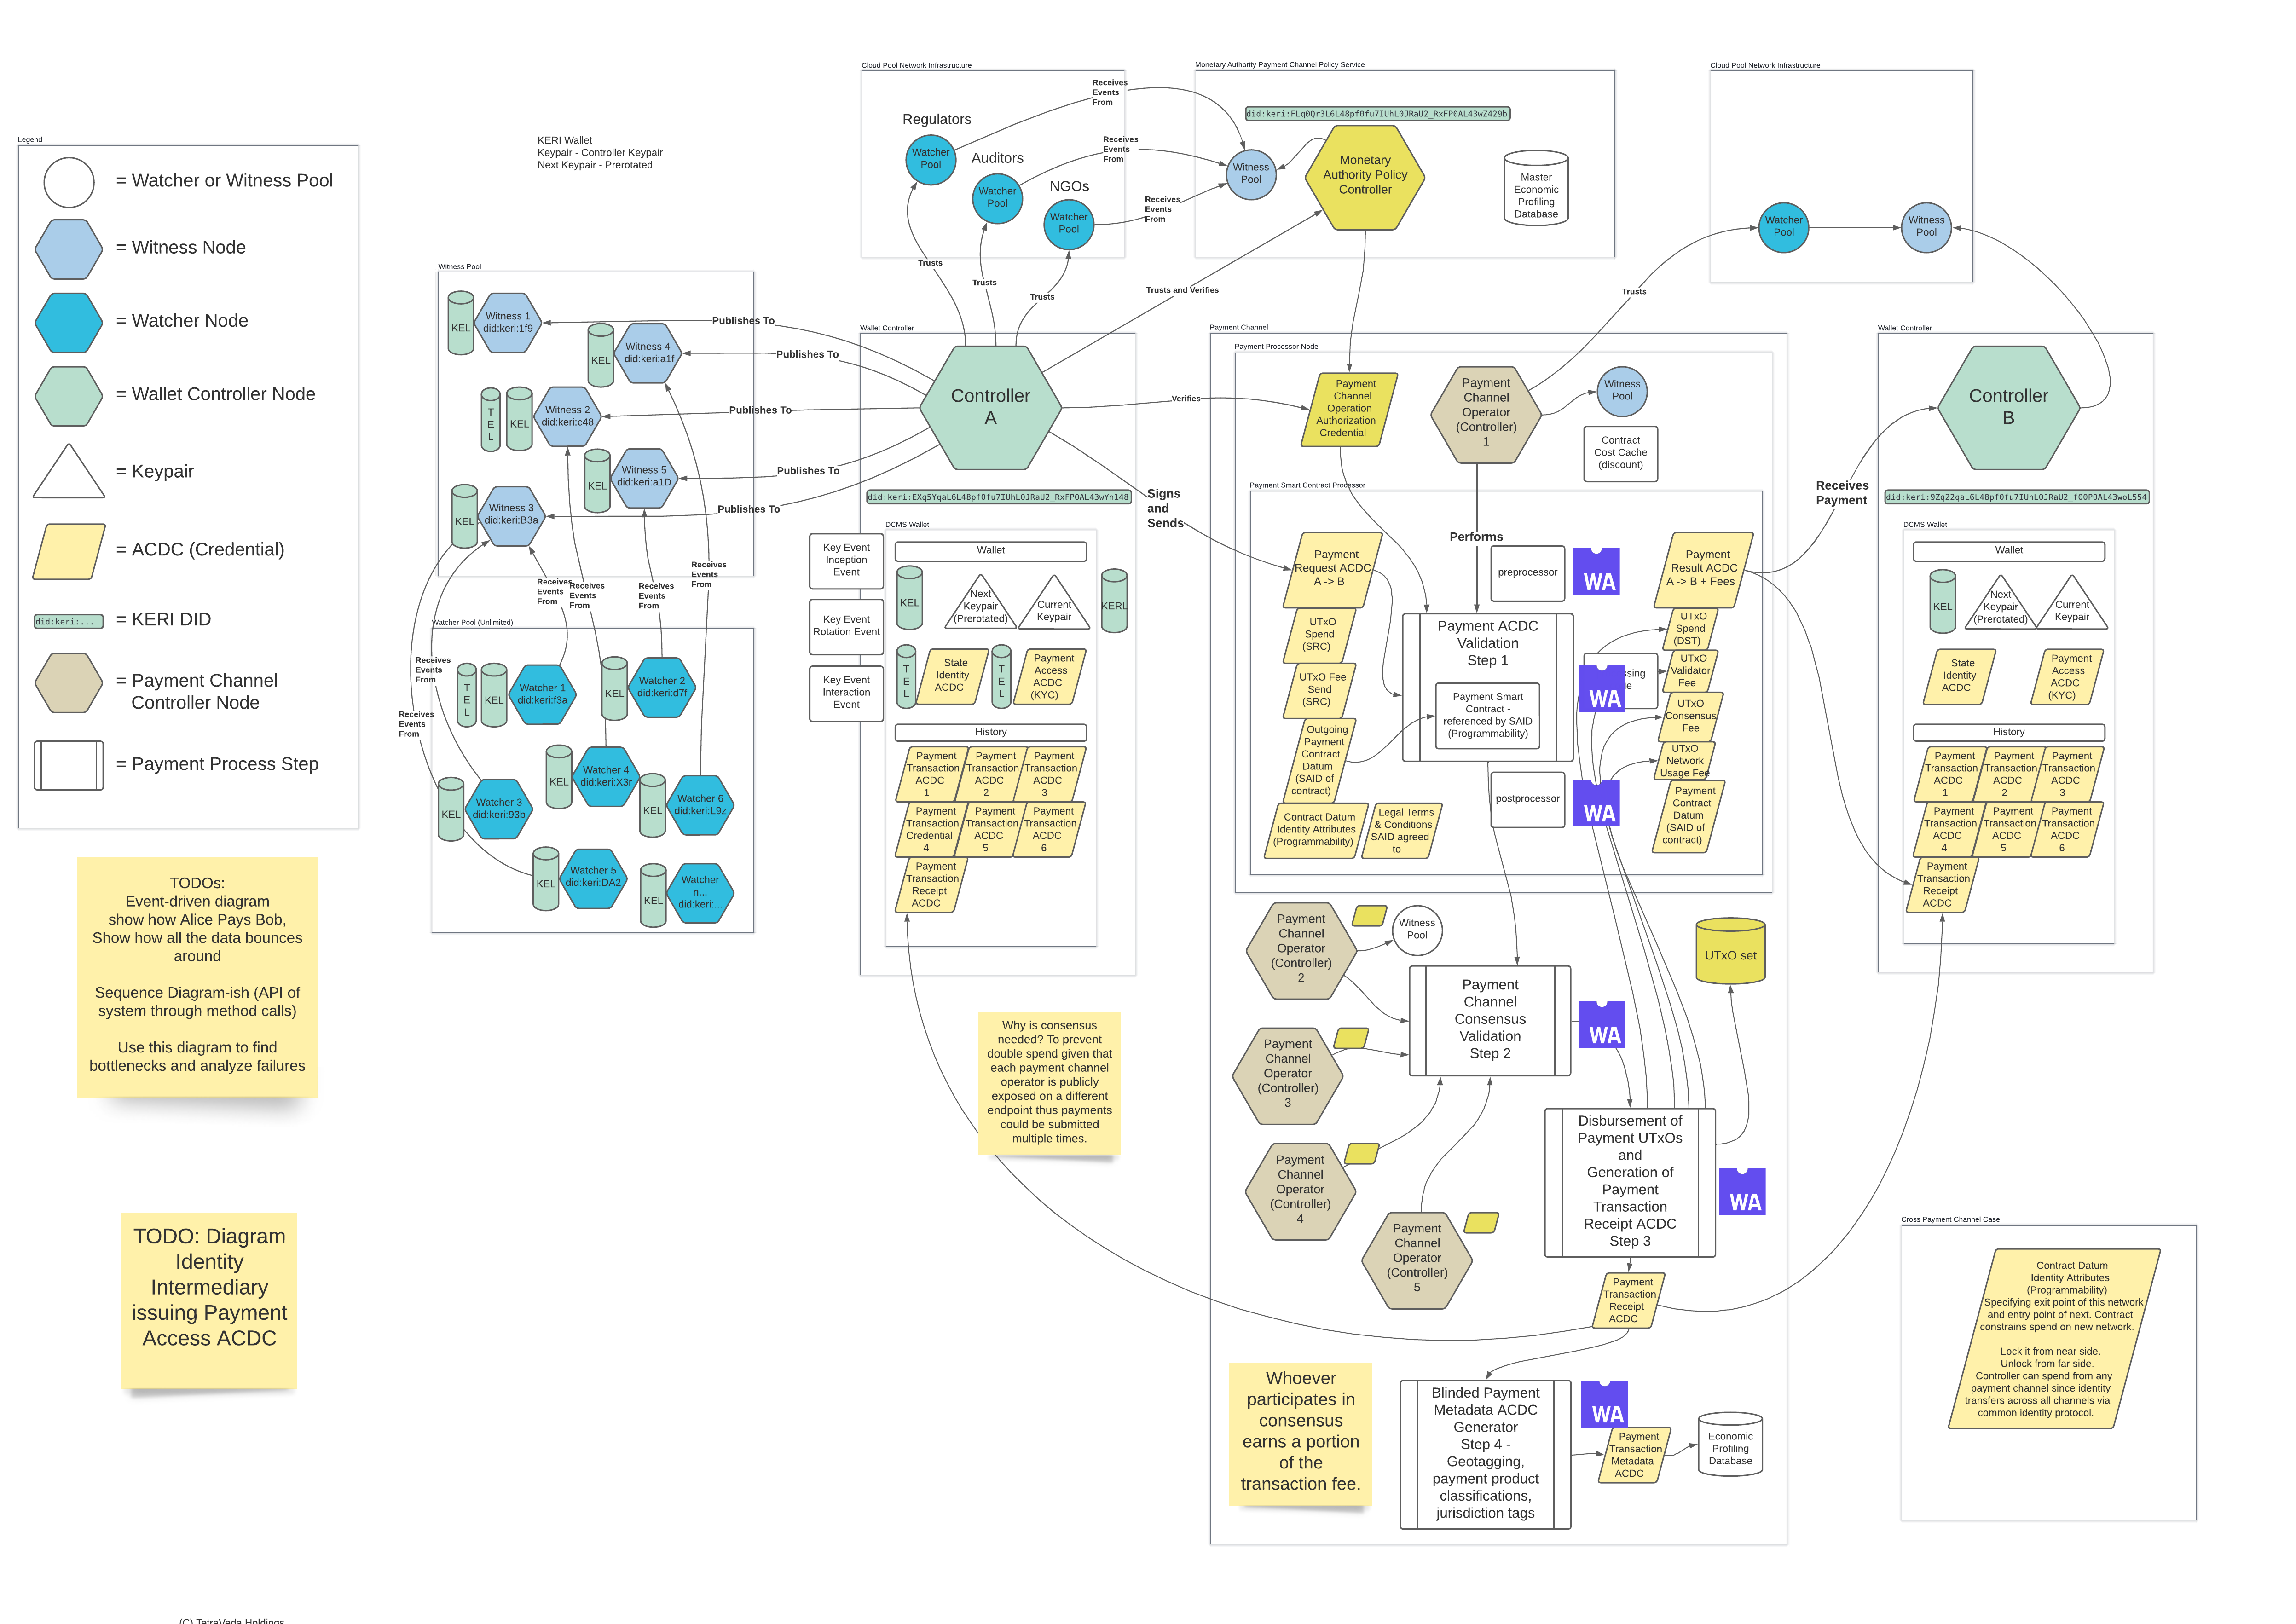 Legend
= Watcher or Witness Pool
= Witness Node
= Watcher Node
= Wallet Controller Node
= Keypair
= ACDC (Credential)
did:keri:...
= KERI DID
= Payment Channel
Controller Node
= Payment Process Step
TODOs:
Event-driven diagram
show how Alice Pays Bob,
Show how all the data bounces
around
Sequence Diagram-ish (API of
system through method calls)
Use this diagram to find
bottlenecks and analyze failures
TODO: Diagram
Identity
Intermediary
issuing Payment
Access ACDC
(C) TetraVeda Holdings
KERI Wallet
Keypair - Controller Keypair
Next Keypair - Prerotated
Witness Pool
KEL
Witness 1
did:keri:1f9
KEL
Witness 4
did:keri:a1f
T
E
L
KEL
Witness 2
did:keri:c48
KEL
Witness 5
did:keri:a1D
KEL
Witness 3
did:keri:B3a
Publishes To
Publishes To
Publishes To
Publishes To
Publishes To
Receives
Events
From
Receives
Events
From
Receives
Events
From
Receives
Events
From
Receives
Events
From
Receives
Events
From
Watcher Pool (Unlimited)
T
E
L
KEL
Watcher 1
did:keri:f3a
KEL
Watcher 2
did:keri:d7f
KEL
Watcher 4
did:keri:X3r
KEL
Watcher 3
did:keri:93b
KEL
Watcher 6
did:keri:L9z
KEL
Watcher 5
did:keri:DA2
KEL
Watcher
n...
did:keri:...
Cloud Pool Network Infrastructure
Regulators
Watcher
Pool
Auditors
Watcher
Pool
NGOs
Watcher
Pool
Receives
Events
From
Receives
Events
From
Receives
Events
From
Trusts
Trusts
Trusts
Trusts and Verifies
Monetary Authority Payment Channel Policy Service
did:keri:FLq0Qr3L6L48pf0fu7IUhL0JRaU2_RxFP0AL43wZ429b
Witness
Pool
Monetary
Authority Policy
Controller
Master
Economic
Profiling
Database
Cloud Pool Network Infrastructure
Watcher
Pool
Witness
Pool
Trusts
Wallet Controller
Controller
A
did:keri:EXq5YqaL6L48pf0fu7IUhL0JRaU2_RxFP0AL43wYn148
Verifies
Signs
and
Sends
Key Event
Inception
Event
Key Event
Rotation Event
Key Event
Interaction
Event
DCMS Wallet
Wallet
KEL
Next
Keypair
(Prerotated)
Current
Keypair
KERL
T
E
L
State
Identity
ACDC
T
E
L
Payment
Access
ACDC
(KYC)
History
Payment
Transaction
ACDC
1
Payment
Transaction
ACDC
2
Payment
Transaction
ACDC
3
Payment
Transaction
Credential
4
Payment
Transaction
ACDC
5
Payment
Transaction
ACDC
6
Payment
Transaction
Receipt
ACDC
Why is consensus
needed? To prevent
double spend given that
each payment channel
operator is publicly
exposed on a different
endpoint thus payments
could be submitted
multiple times.
Payment Channel
Payment Processor Node
Payment
Channel
Operation
Authorization
Credential
Payment
Channel
Operator
(Controller)
1
Witness
Pool
Contract
Cost Cache
(discount)
Payment Smart Contract Processor
Performs
Payment
Request ACDC
A -> B
UTxO
Spend
(SRC)
UTxO Fee
Send
(SRC)
Outgoing
Payment
Contract
Datum
(SAID of
contract)
Contract Datum
Identity Attributes
(Programmability)
Legal Terms
& Conditions
SAID agreed
to
preprocessor
WA
Payment ACDC
Validation
Step 1
Payment Smart
Contract -
referenced by SAID
(Programmability)
WA
postprocessor
WA
Payment
Result ACDC
A -> B + Fees
UTxO
Spend
(DST)
UTxO
Validator
Fee
UTxO
Consensus
Fee
UTxO
Network
Usage Fee
Payment
Contract
Datum
(SAID of
contract)
Payment
Channel
Operator
(Controller)
2
Witness
Pool
Payment
Channel
Operator
(Controller)
3
Payment
Channel
Operator
(Controller)
4
Payment
Channel
Operator
(Controller)
5
Payment
Channel
Consensus
Validation
Step 2
WA
UTxO set
Disbursement of
Payment UTxOs
and
Generation of
Payment
Transaction
Receipt ACDC
Step 3
WA
Payment
Transaction
Receipt
ACDC
Whoever
participates in
consensus
earns a portion
of the
transaction fee.
Blinded Payment
Metadata ACDC
Generator
Step 4 -
Geotagging,
payment product
classifications,
jurisdiction tags
WA
Payment
Transaction
Metadata
ACDC
Economic
Profiling
Database
Wallet Controller
Controller
B
Receives
Payment
did:keri:9Zq22qaL6L48pf0fu7IUhL0JRaU2_f00P0AL43woL554
DCMS Wallet
Wallet
KEL
Next
Keypair
(Prerotated)
Current
Keypair
State
Identity
ACDC
Payment
Access
ACDC
(KYC)
History
Payment
Transaction
ACDC
1
Payment
Transaction
ACDC
2
Payment
Transaction
ACDC
3
Payment
Transaction
ACDC
4
Payment
Transaction
ACDC
5
Payment
Transaction
ACDC
6
Payment
Transaction
Receipt
ACDC
Cross Payment Channel Case
Contract Datum
Identity Attributes
(Programmability)
Specifying exit point of this network
and entry point of next. Contract
constrains spend on new network.
Lock it from near side.
Unlock from far side.
Controller can spend from any
payment channel since identity
transfers across all channels via
common identity protocol.